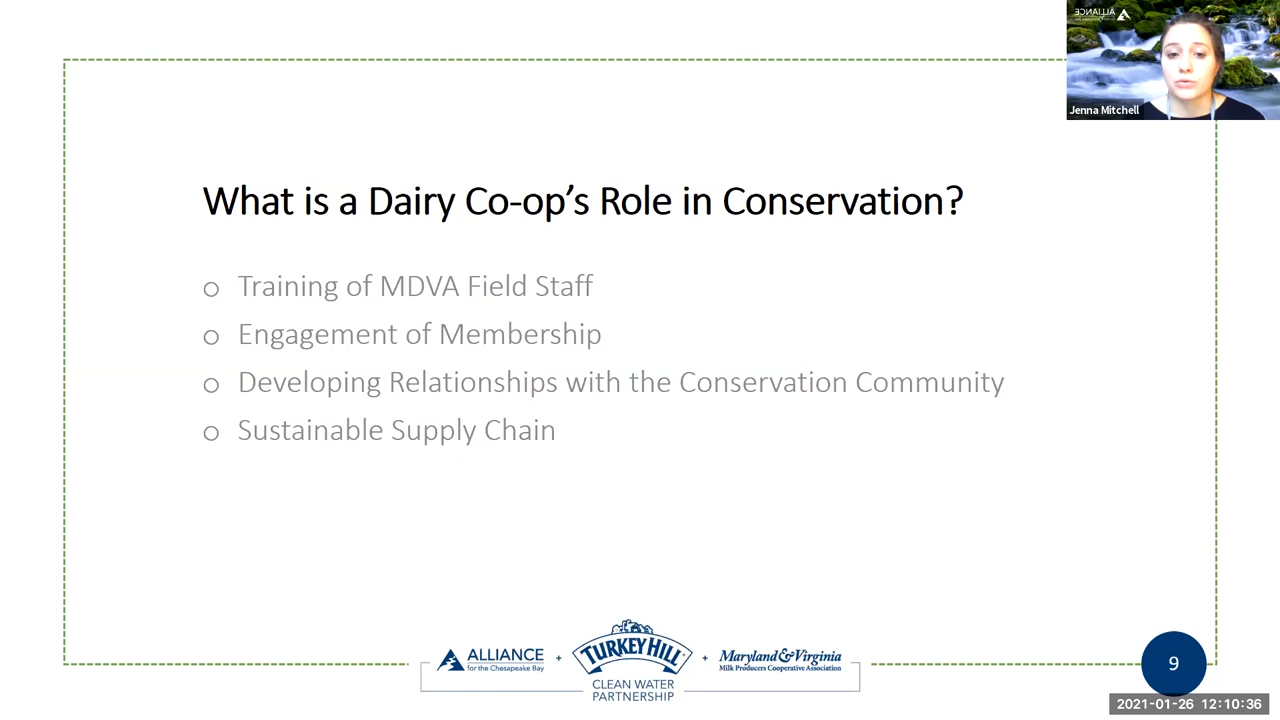 ALLIANCE
Jenna Mitchell
What is a Dairy Co-op's Role in Conservation?
o Training of MDVA Field Staff
o Engagement of Membership
o Developing Relationships with the Conservation Community
o Sustainable Supply Chain
ALLIANCE
for the Chesapeake Bay
+
TURKEY HILL
CLEAN WATER
PARTNERSHIP
+
Maryland & Virginia
Milk Producers Cooperative Association
9
2021-01-26 12:10:36